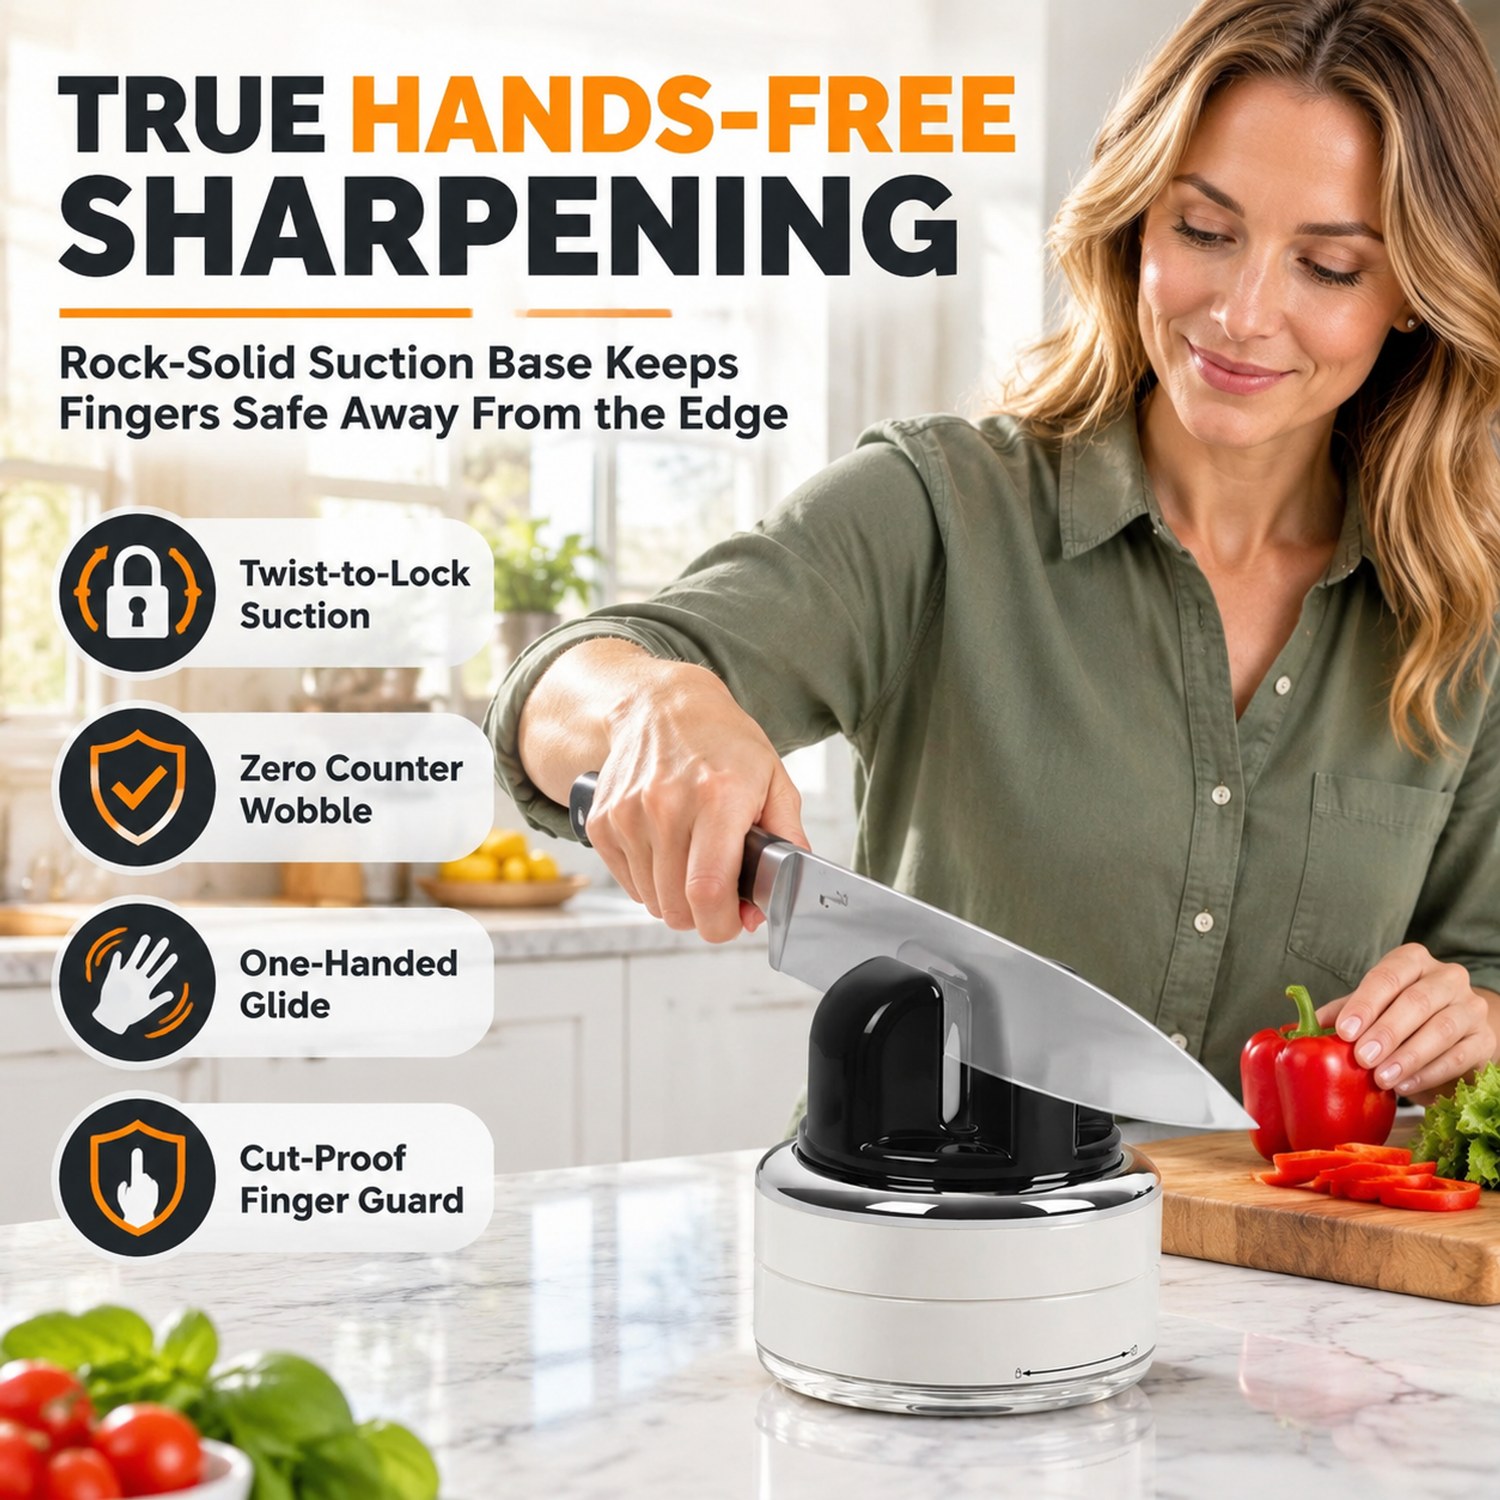 TRUE HANDS-FREE
SHARPENING
Rock-Solid Suction Base Keeps
Fingers Safe Away From the Edge
Twist-to-Lock
Suction
Zero Counter
Wobble
One-Handed
Glide
Cut-Proof
Finger Guard